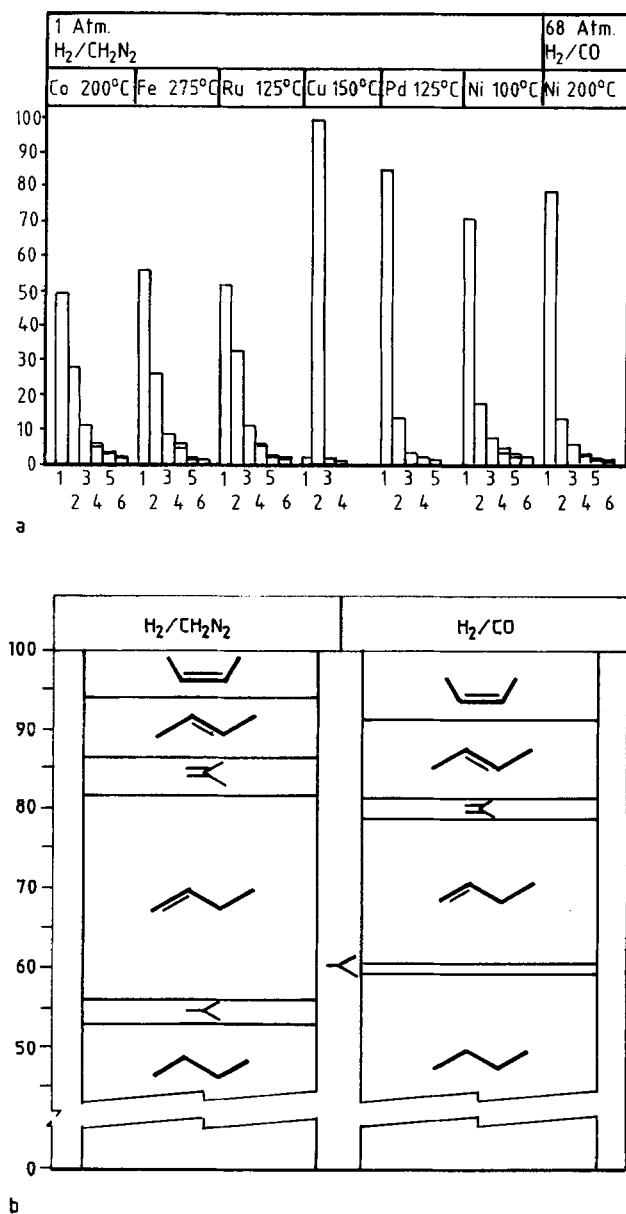 1 Atm. 68 Atm.
H₂/CH₂N₂ H₂/CO
Co 200°C Fe 275°C Ru 125°C Cu 150°C Pd 125°C Ni 100°C Ni 200°C
100
90
80
70
60
50
40
30
20
10
0
1 3 5 1 3 5 1 3 5 1 3 1 3 5 1 3 5 1 3 5
2 4 6 2 4 6 2 4 6 2 4 2 4 2 4 6 2 4 6
a
H₂/CH₂N₂ H₂/CO
100
90
80
70
60
50
0
b